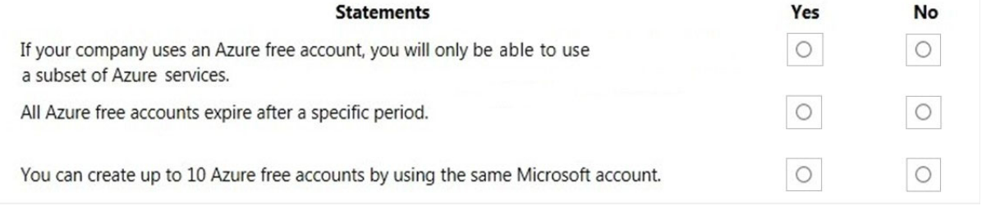 Statements Yes No
If your company uses an Azure free account, you will only be able to use
a subset of Azure services.
All Azure free accounts expire after a specific period.
You can create up to 10 Azure free accounts by using the same Microsoft account.